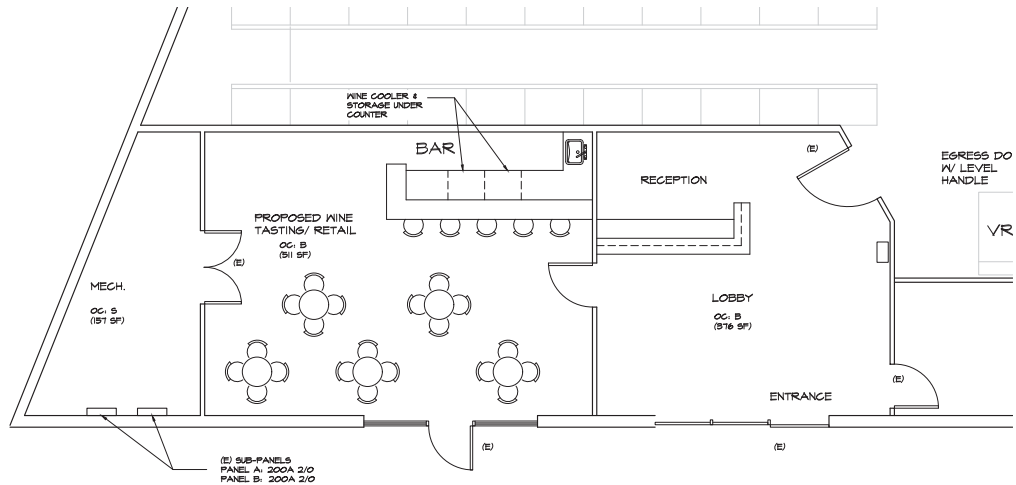 WINE COOLER &
STORAGE UNDER
COUNTER
BAR
(E)
EGRESS DO
W/ LEVEL
HANDLE
RECEPTION
PROPOSED WINE
TASTING/ RETAIL
OC: B
(511 SF)
VR
(E)
MECH.
OC: S
(157 SF)
LOBBY
OC: B
(576 SF)
(E)
ENTRANCE
(E)
(E)
(E) SUB-PANELS
PANEL A: 200A 2/0
PANEL B: 200A 2/0